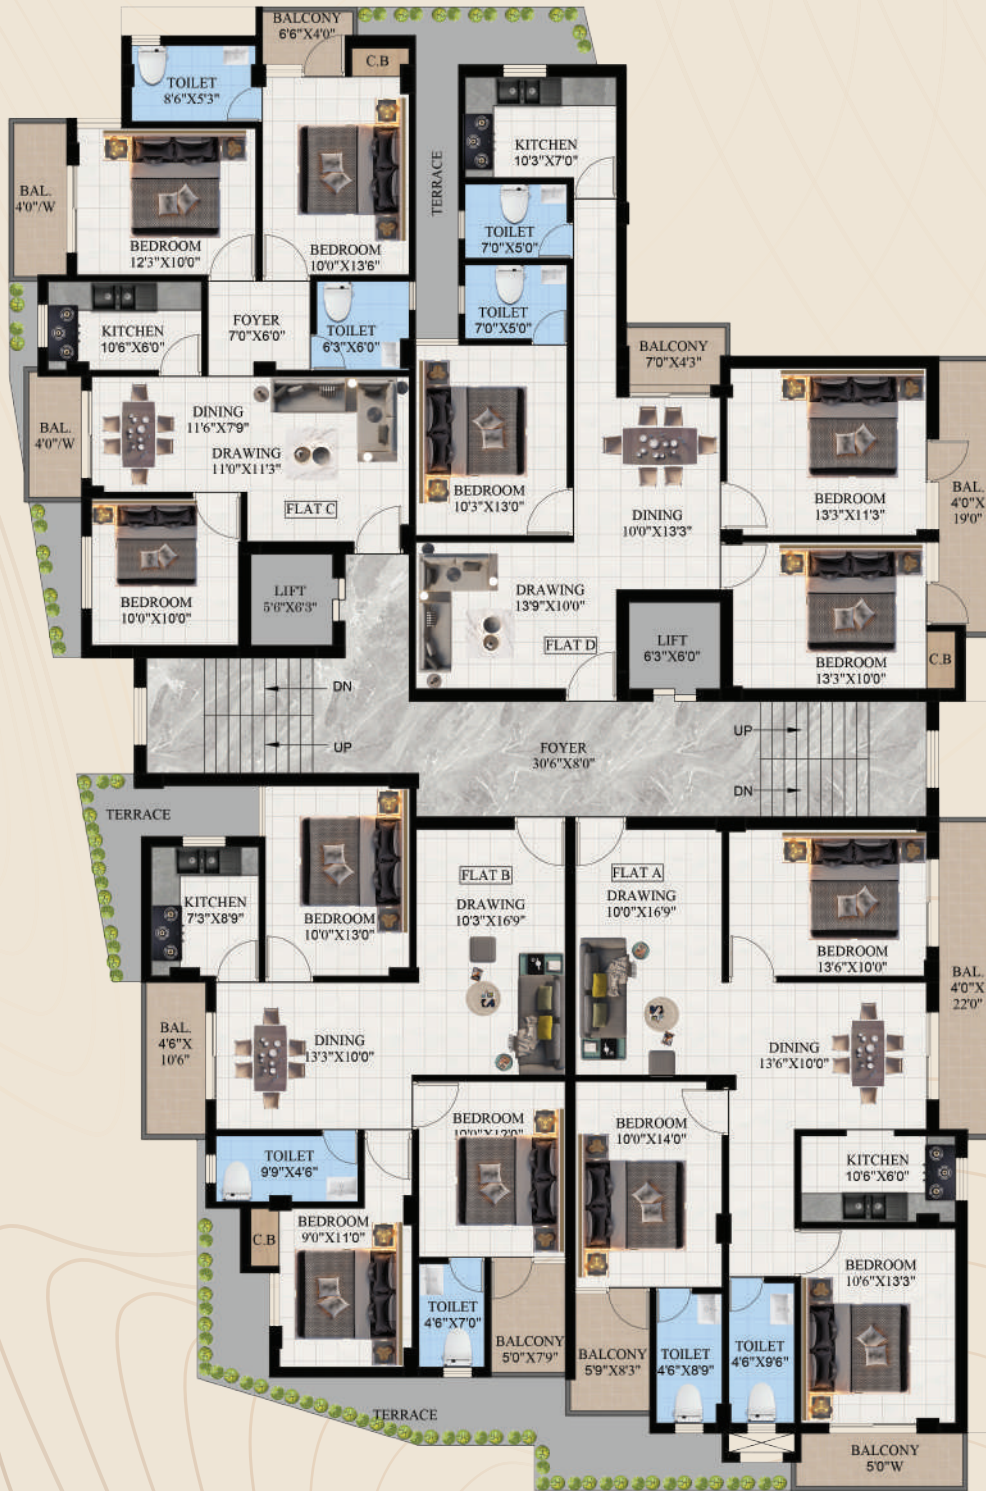 BALCONY
6'6"X4'0"
C.B
TOILET
8'6"X5'3"
BAL.
4'0"/W
BEDROOM
12'3"X10'0"
BEDROOM
10'0"X13'6"
TERRACE
KITCHEN
10'3"X7'0"
TOILET
7'0"X5'0"
TOILET
7'0"X5'0"
KITCHEN
10'6"X6'0"
FOYER
7'0"X6'0"
TOILET
6'3"X6'0"
BALCONY
7'0"X4'3"
BAL.
4'0"/W
DINING
11'6"X7'9"
DRAWING
11'0"X11'3"
FLAT C
BEDROOM
10'3"X13'0"
DINING
10'0"X13'3"
BEDROOM
13'3"X11'3"
BAL.
4'0"X
19'0"
BEDROOM
10'0"X10'0"
LIFT
5'6"X6'3"
DRAWING
13'9"X10'0"
FLAT D
LIFT
6'3"X6'0"
BEDROOM
13'3"X10'0"
C.B
DN
UP
FOYER
30'6"X8'0"
UP
DN
TERRACE
KITCHEN
7'3"X8'9"
BEDROOM
10'0"X13'0"
FLAT B
DRAWING
10'3"X16'9"
FLAT A
DRAWING
10'0"X16'9"
BEDROOM
13'6"X10'0"
BAL.
4'0"X
22'0"
BAL.
4'6"X
10'6"
DINING
13'3"X10'0"
DINING
13'6"X10'0"
BEDROOM
10'0"X12'0"
BEDROOM
10'0"X14'0"
TOILET
9'9"X4'6"
KITCHEN
10'6"X6'0"
C.B
BEDROOM
9'0"X11'0"
BEDROOM
10'6"X13'3"
TOILET
4'6"X7'0"
BALCONY
5'0"X7'9"
BALCONY
5'9"X8'3"
TOILET
4'6"X8'9"
TOILET
4'6"X9'6"
TERRACE
BALCONY
5'0"W